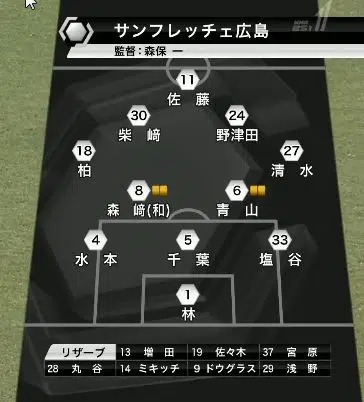 サンフレッチェ広島
監督:森保 一
11
佐 藤
30
柴 﨑
24
野津田
18
柏
27
清 水
8
森 﨑(和)
6
青 山
4
水 本
5
千 葉
33
塩 谷
1
林
リザーブ 13 増 田 19 佐々木 37 宮 原
28 丸 谷 14 ミキッチ 9 ドウグラス 29 浅 野